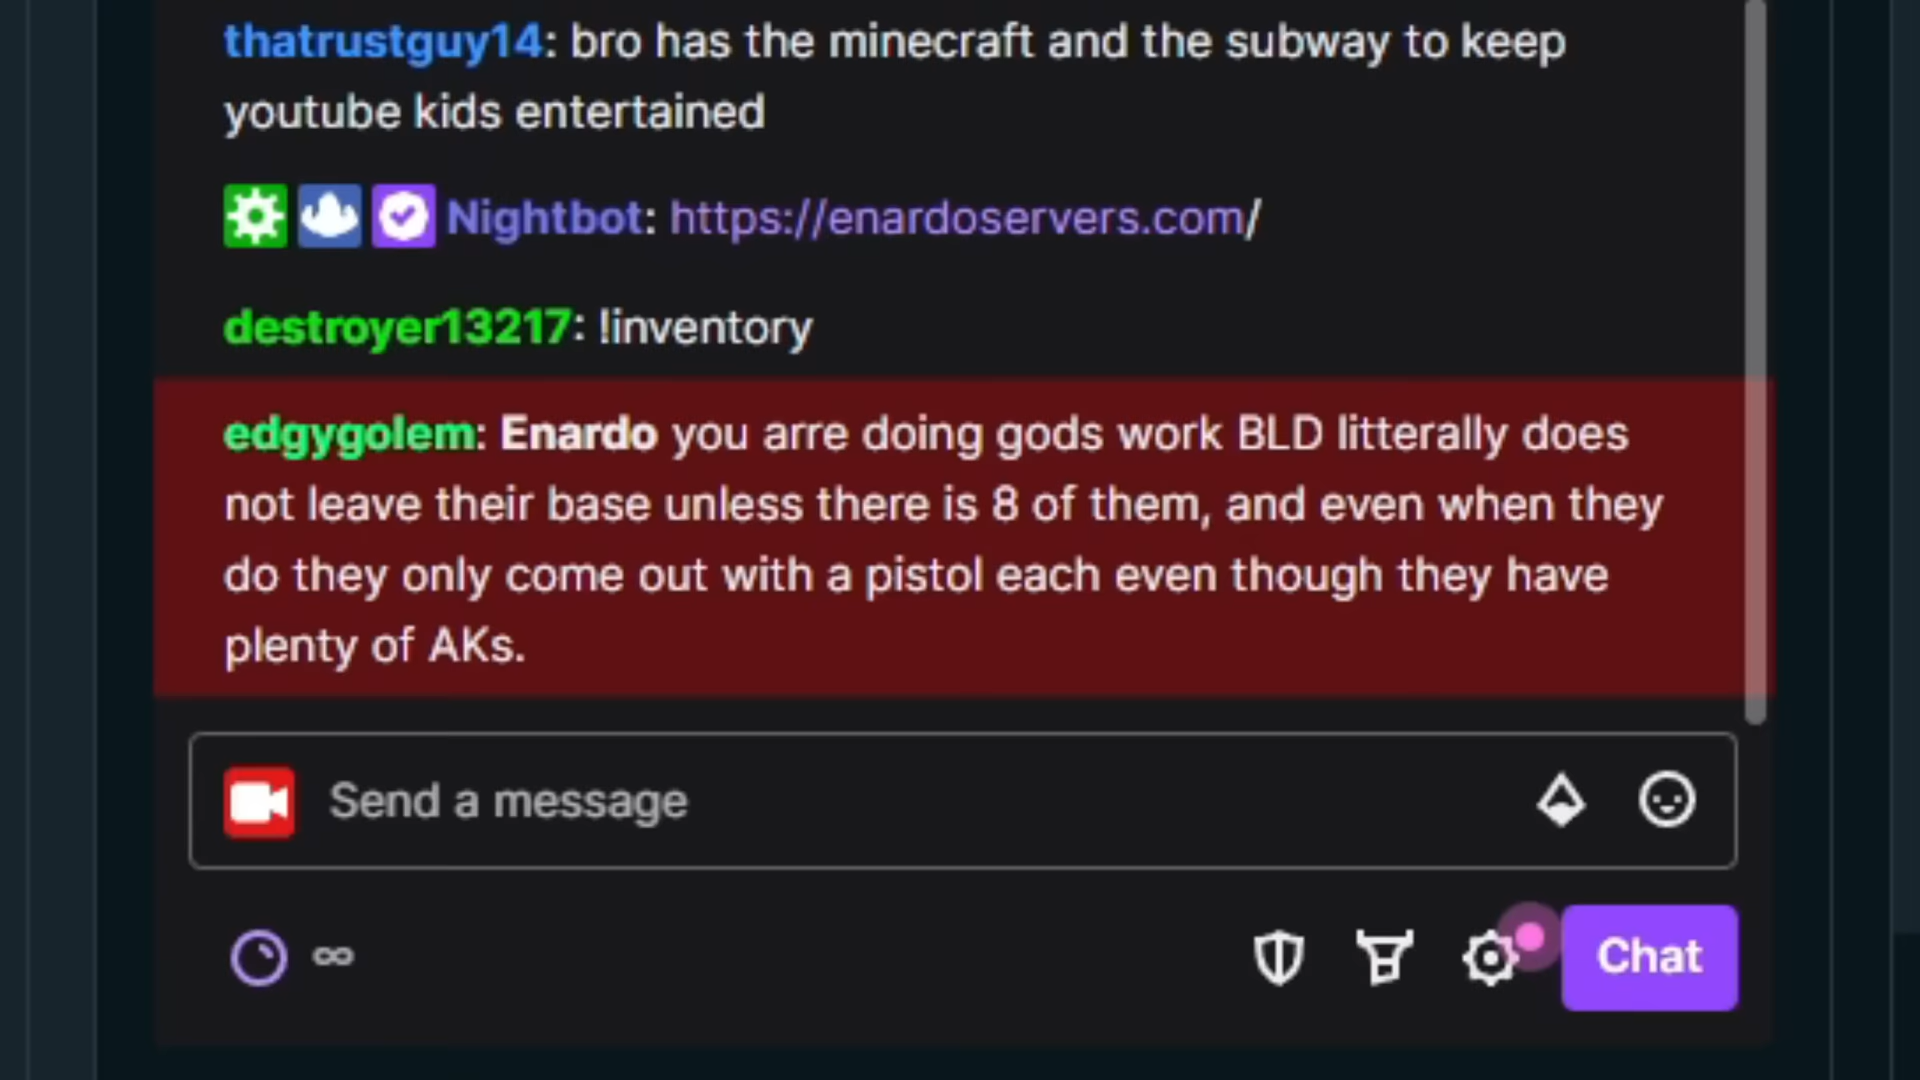 thatrustguy14: bro has the minecraft and the subway to keep
youtube kids entertained
Nightbot: https://enardoservers.com/
destroyer13217: !inventory
edgygolem: Enardo you arre doing gods work BLD litterally does
not leave their base unless there is 8 of them, and even when they
do they only come out with a pistol each even though they have
plenty of AKs.
Send a message
∞
Chat